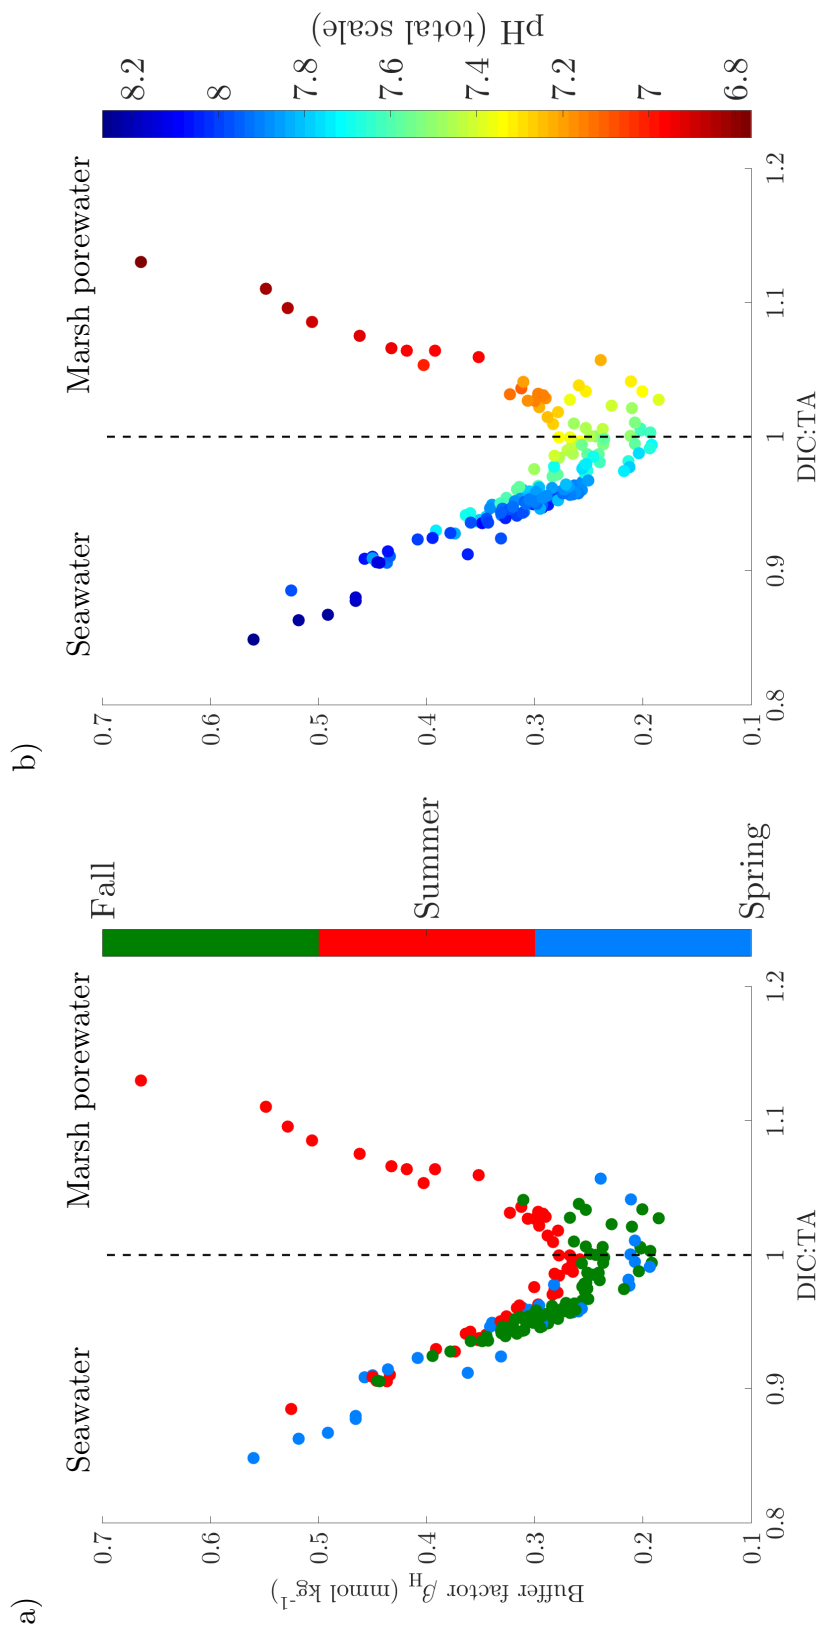 a)
Seawater
Marsh porewater
Buffer factor βH (mmol kg-1)
0.7
0.6
0.5
0.4
0.3
0.2
0.1
0.8
0.9
1
1.1
1.2
DIC:TA
Fall
Summer
Spring
b)
Seawater
Marsh porewater
0.7
0.6
0.5
0.4
0.3
0.2
0.1
0.8
0.9
1
1.1
1.2
DIC:TA
8.2
8
7.8
7.6
7.4
7.2
7
6.8
pH (total scale)